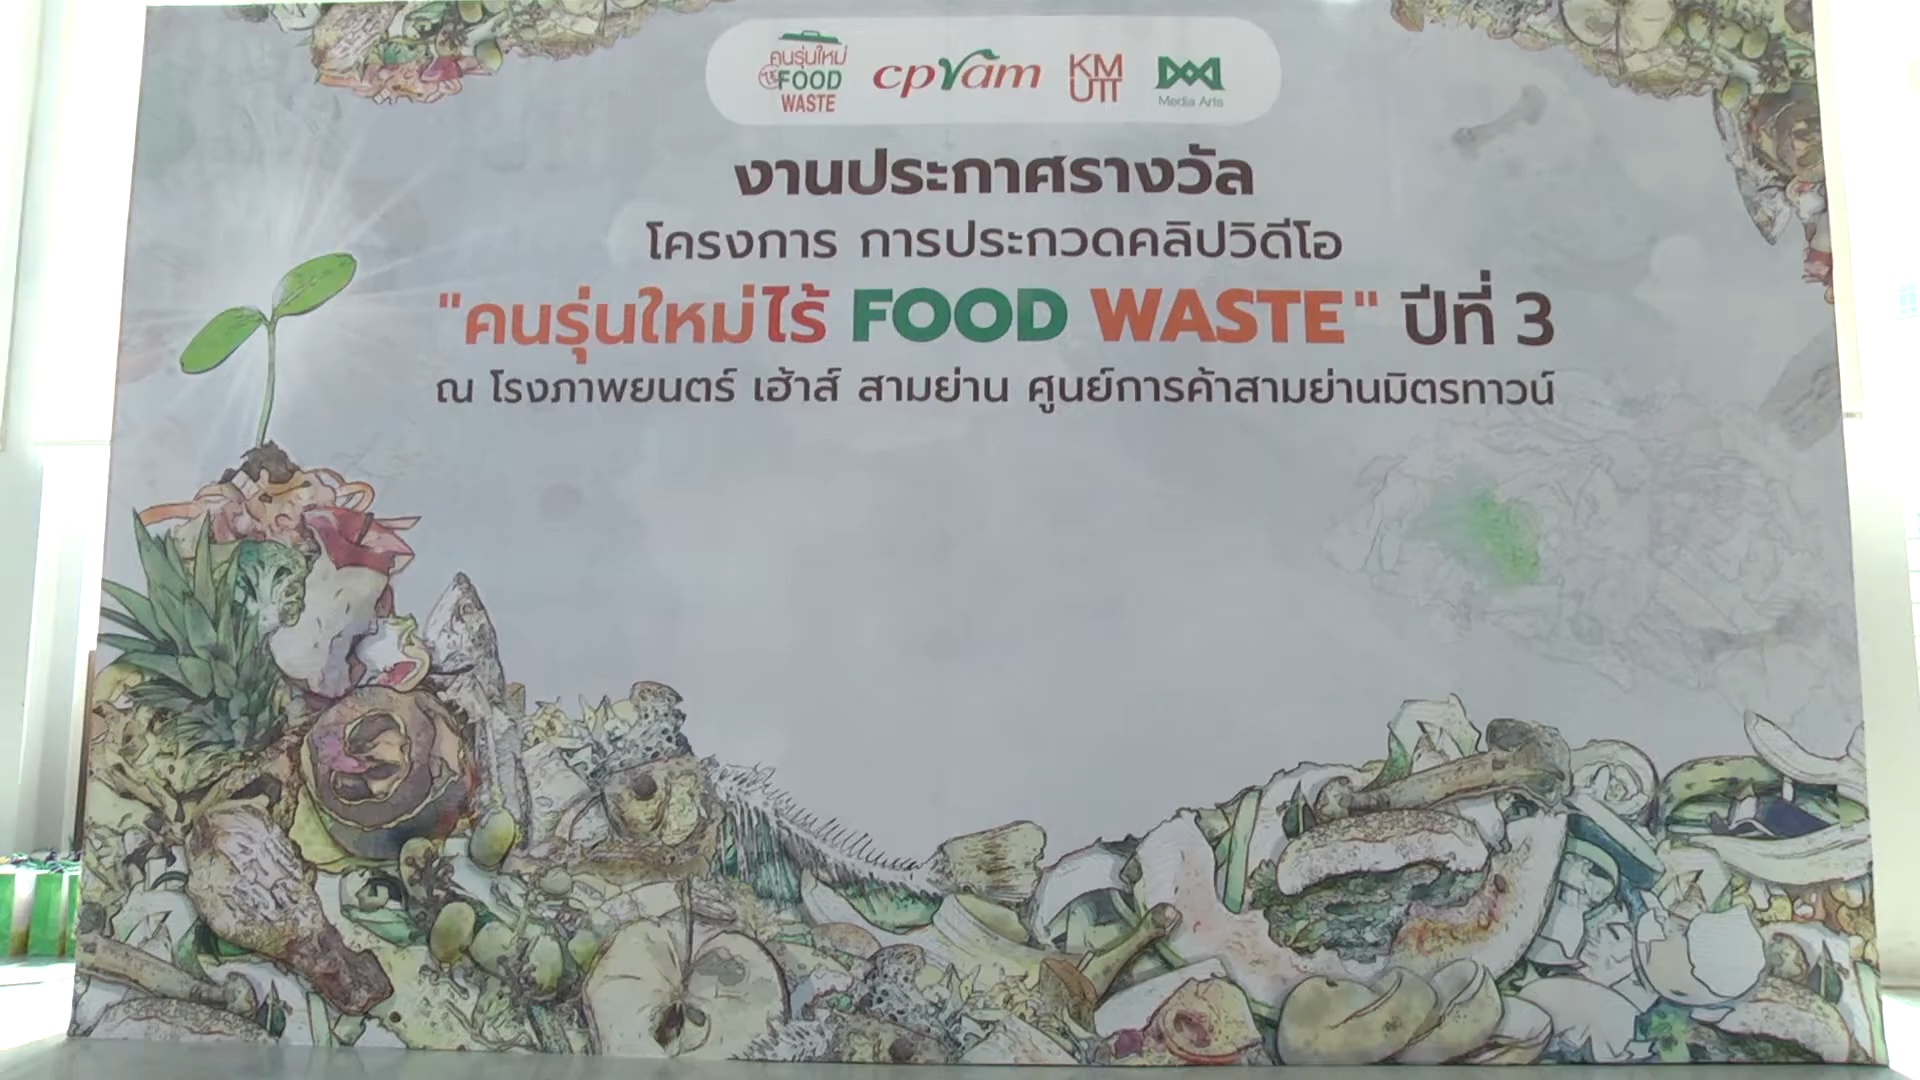 คนรุ่นใหม่
ไร้ FOOD
WASTE
cpram
KM
UTT
Media Arts
งานประกาศรางวัล
โครงการ การประกวดคลิปวิดีโอ
"คนรุ่นใหม่ไร้ FOOD WASTE" ปีที่ 3
ณ โรงภาพยนตร์ เฮ้าส์ สามย่าน ศูนย์การค้าสามย่านมิตรทาวน์